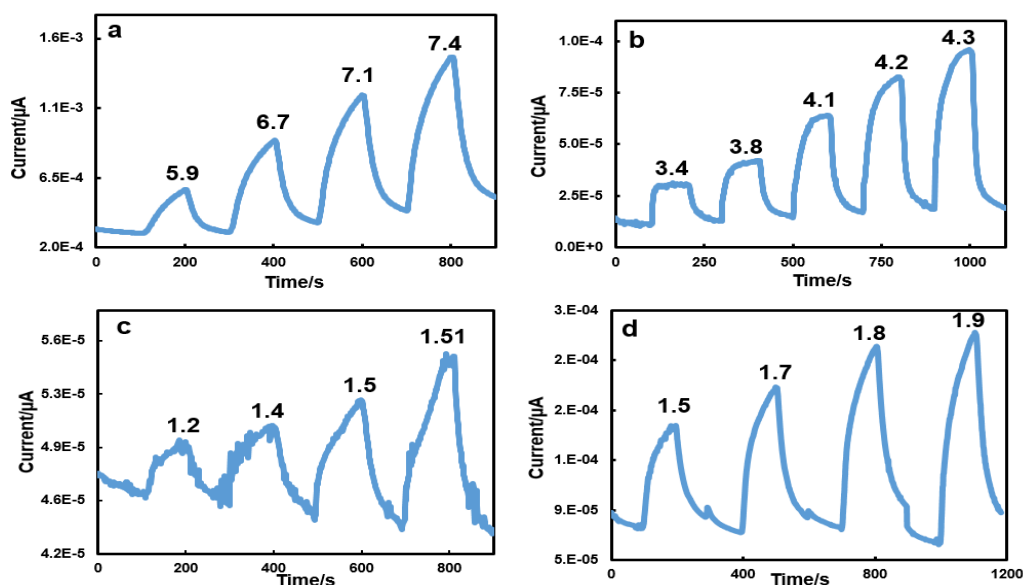 a
1.6E-3
1.1E-3
6.5E-4
2.0E-4
Current/µA
5.9
6.7
7.1
7.4
0 200 400 600 800
Time/s
b
1.0E-4
7.5E-5
5.0E-5
2.5E-5
0.0E+0
Current/µA
3.4
3.8
4.1
4.2
4.3
0 250 500 750 1000
Time/s
c
5.6E-5
5.3E-5
4.9E-5
4.6E-5
4.2E-5
Current/µA
1.2
1.4
1.5
1.51
0 200 400 600 800
Time/s
d
3.E-04
2.E-04
2.E-04
1.E-04
9.E-05
5.E-05
Current/µA
1.5
1.7
1.8
1.9
0 400 800 1200
Time/s